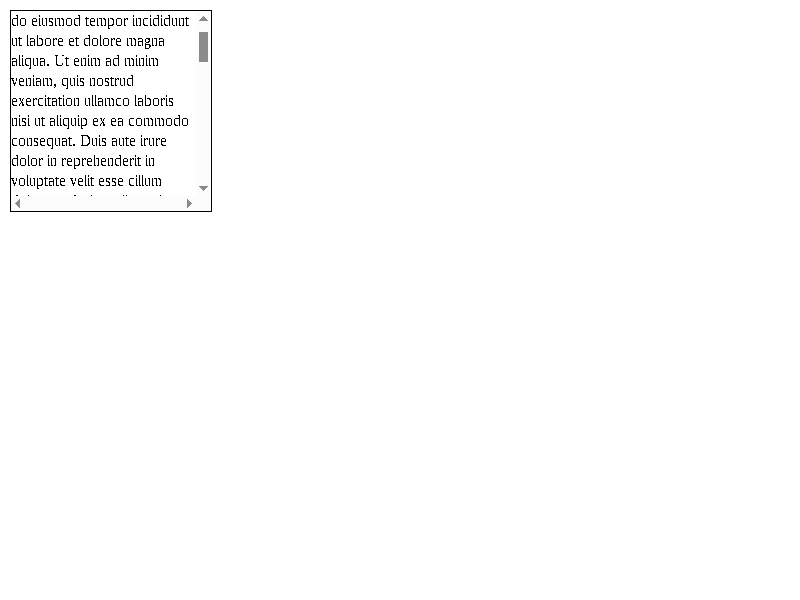 do eiusmod tempor incididunt
ut labore et dolore magna
aliqua. Ut enim ad minim
veniam, quis nostrud
exercitation ullamco laboris
nisi ut aliquip ex ea commodo
consequat. Duis aute irure
dolor in reprehenderit in
voluptate velit esse cillum